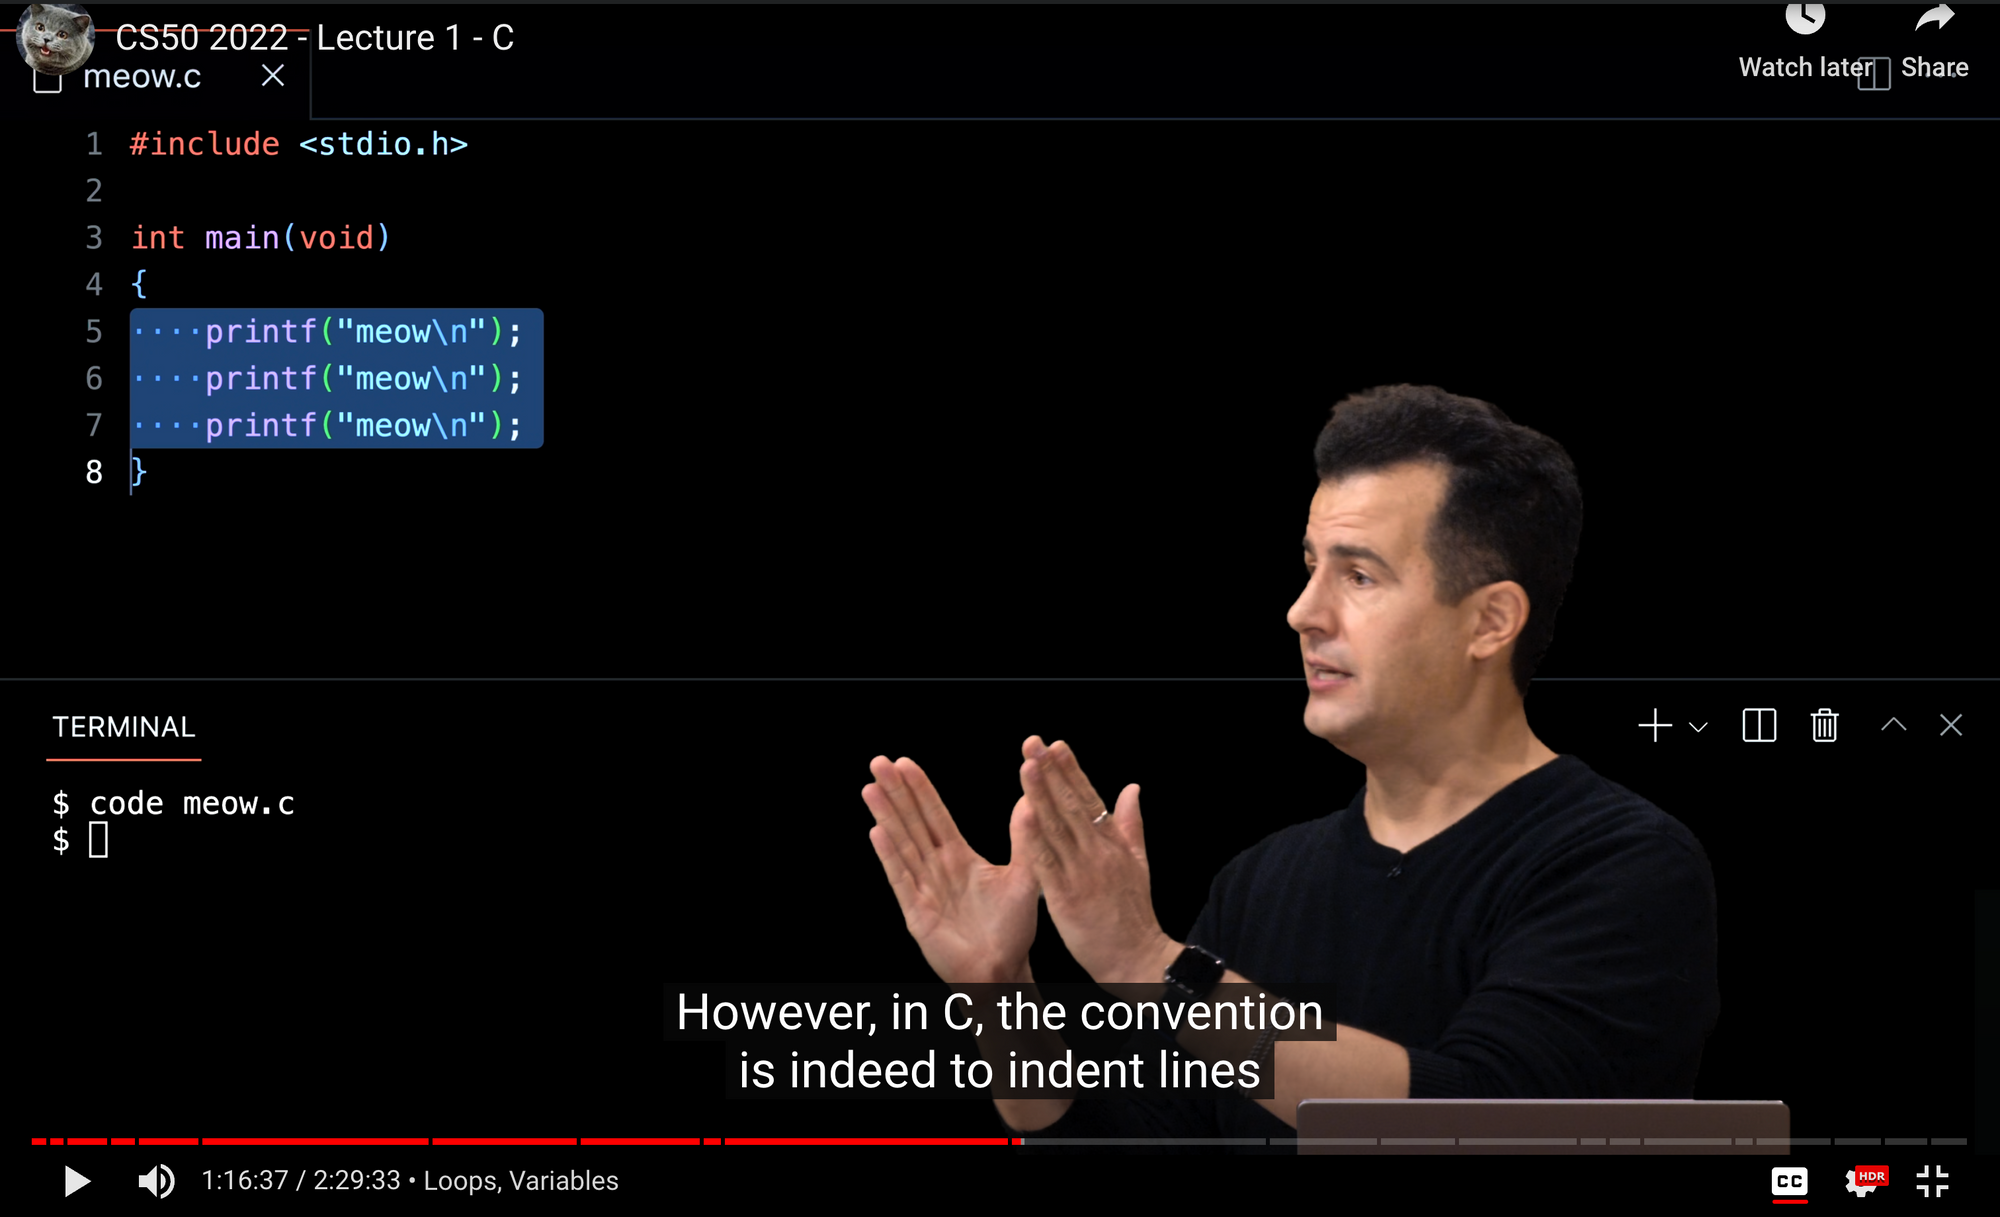 CS50 2022 - Lecture 1 - C
Watch later
Share
meow.c
1 #include <stdio.h>
2
3 int main(void)
4 {
5 ····printf("meow\n");
6 ····printf("meow\n");
7 ····printf("meow\n");
8 }
TERMINAL
$ code meow.c
$
However, in C, the convention
is indeed to indent lines
1:16:37 / 2:29:33 • Loops, Variables
CC
HDR